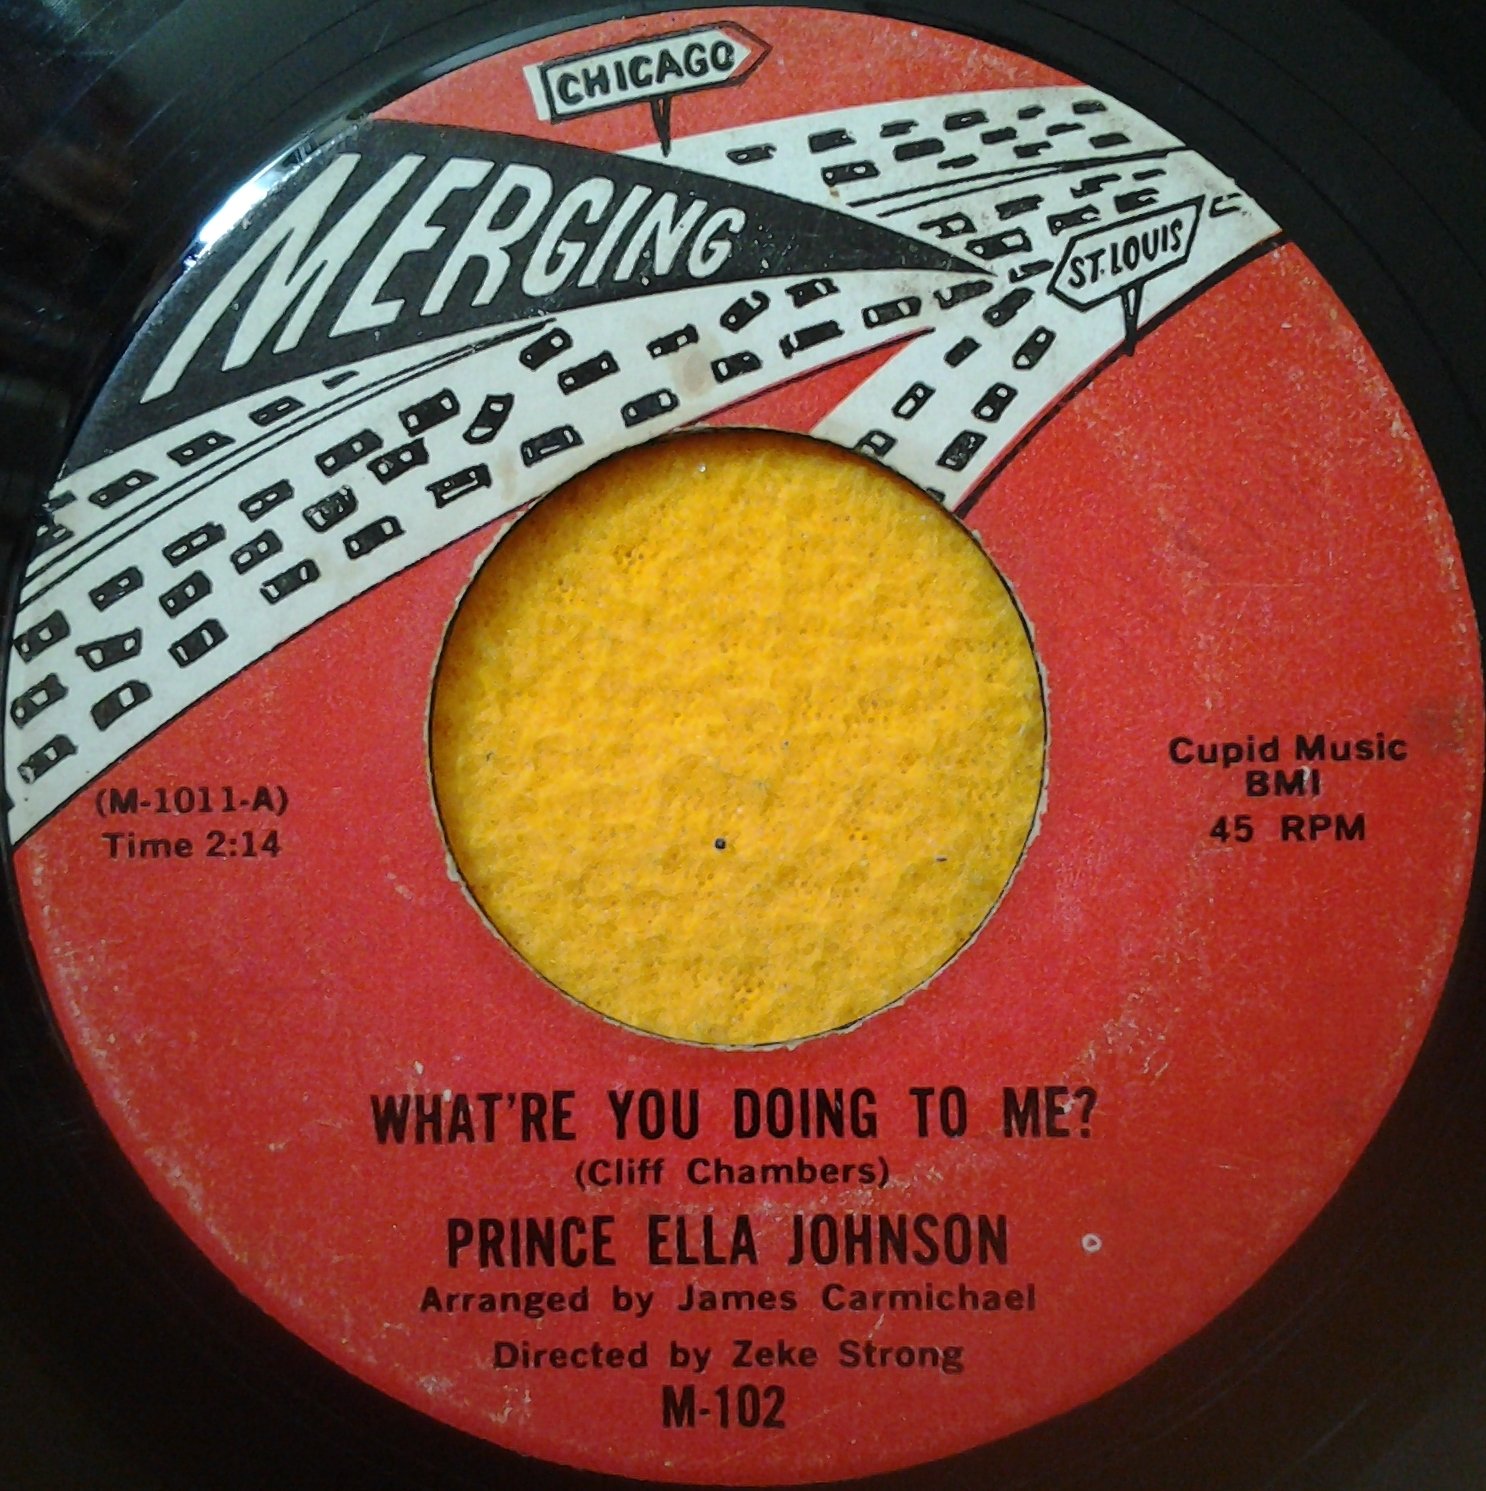 CHICAGO
MERGING
ST. LOUIS
(M-1011-A)
Time 2:14
Cupid Music
BMI
45 RPM
WHAT'RE YOU DOING TO ME?
(Cliff Chambers)
PRINCE ELLA JOHNSON
Arranged by James Carmichael
Directed by Zeke Strong
M-102